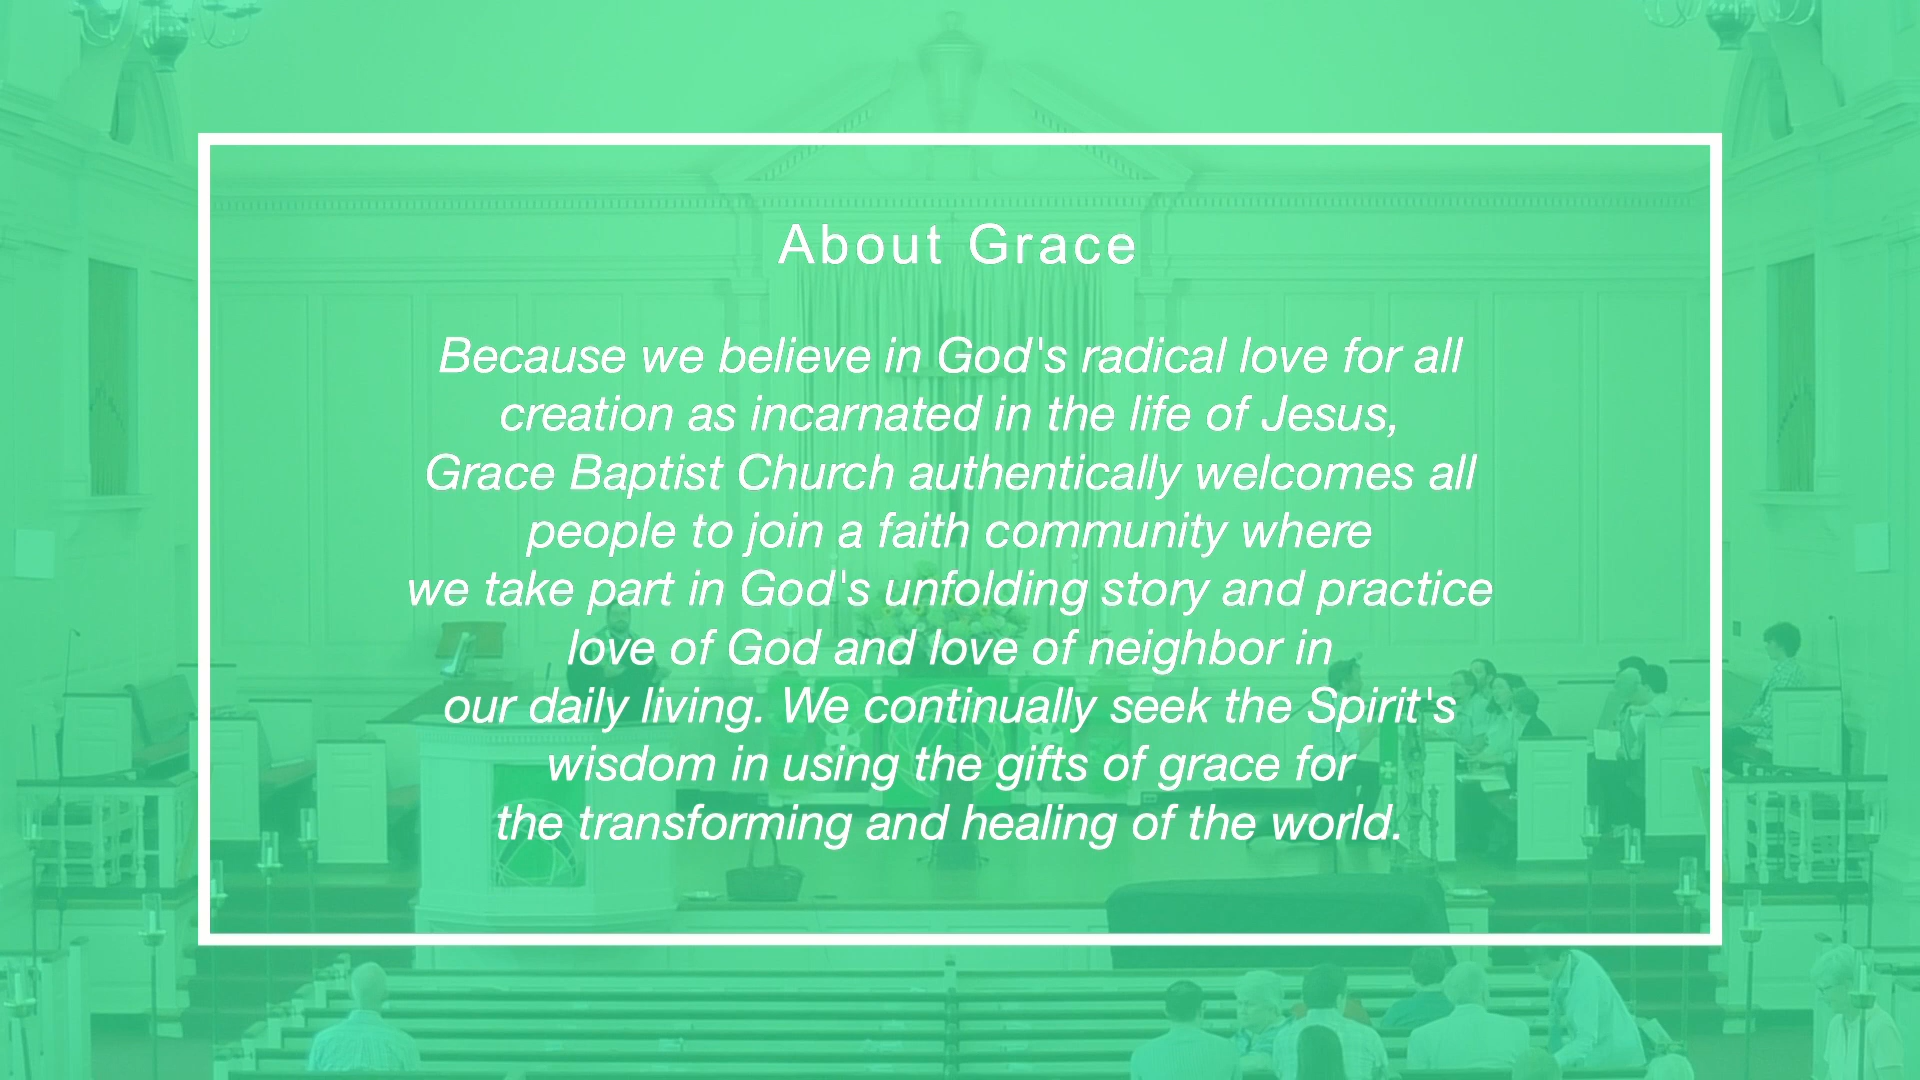 About Grace
Because we believe in God's radical love for all
creation as incarnated in the life of Jesus,
Grace Baptist Church authentically welcomes all
people to join a faith community where
we take part in God's unfolding story and practice
love of God and love of neighbor in
our daily living. We continually seek the Spirit's
wisdom in using the gifts of grace for
the transforming and healing of the world.